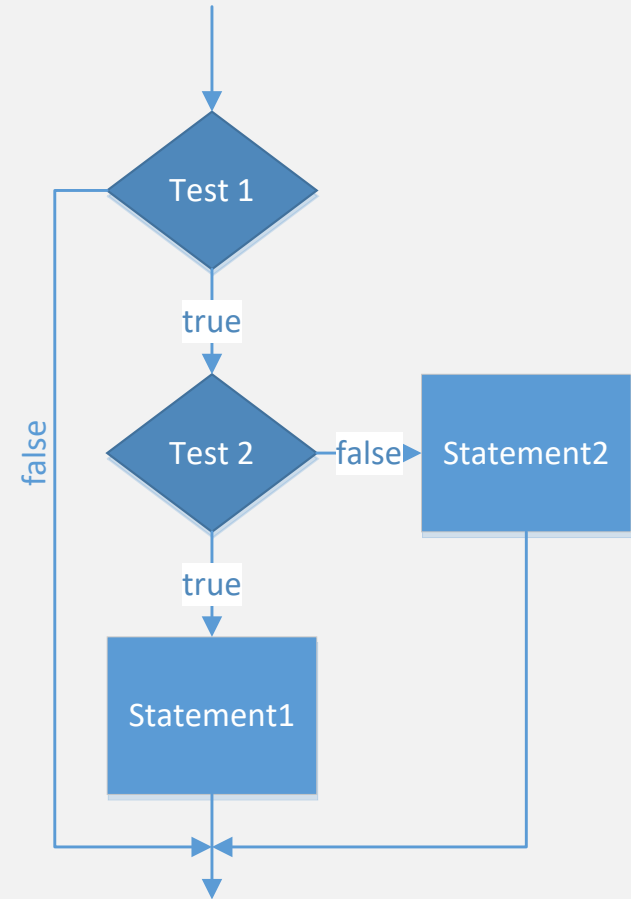 Test 1
true
false
Test 2
false
Statement2
true
Statement1